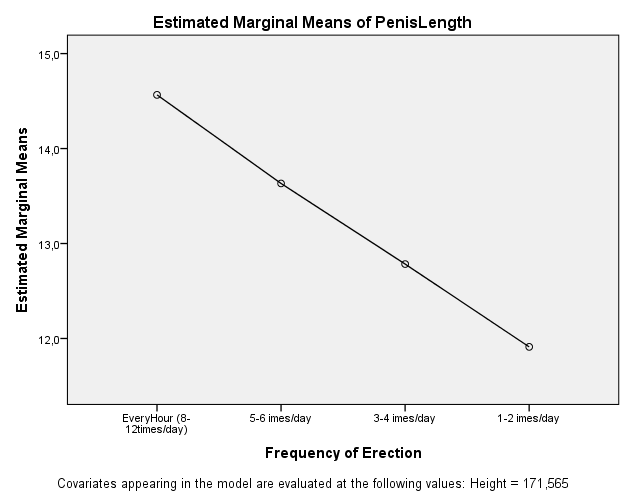 Estimated Marginal Means of PenisLength
Estimated Marginal Means
15,0
14,0
13,0
12,0
EveryHour (8-
12times/day)
5-6 imes/day
3-4 imes/day
1-2 imes/day
Frequency of Erection
Covariates appearing in the model are evaluated at the following values: Height = 171,565